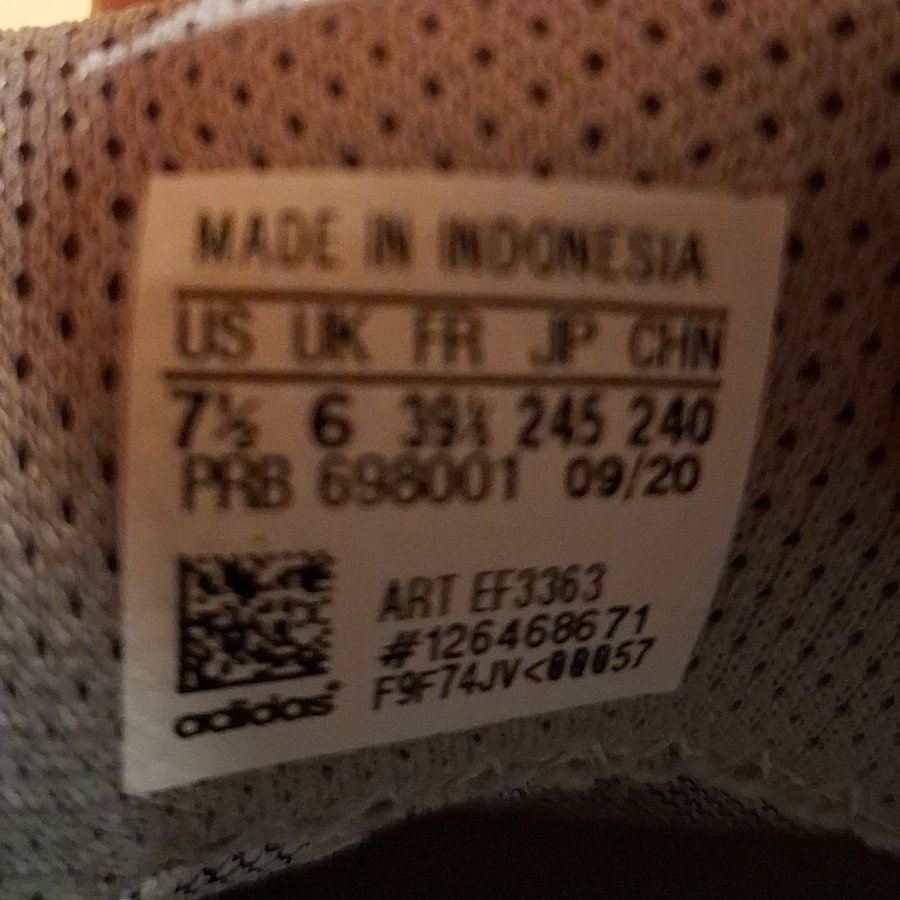 MADE IN INDONESIA
US UK FR JP CHN
7½ 6 39⅓ 245 240
PRB 698001 09/20
ART EF3363
#126468671
F9F74JV<00057
adidas